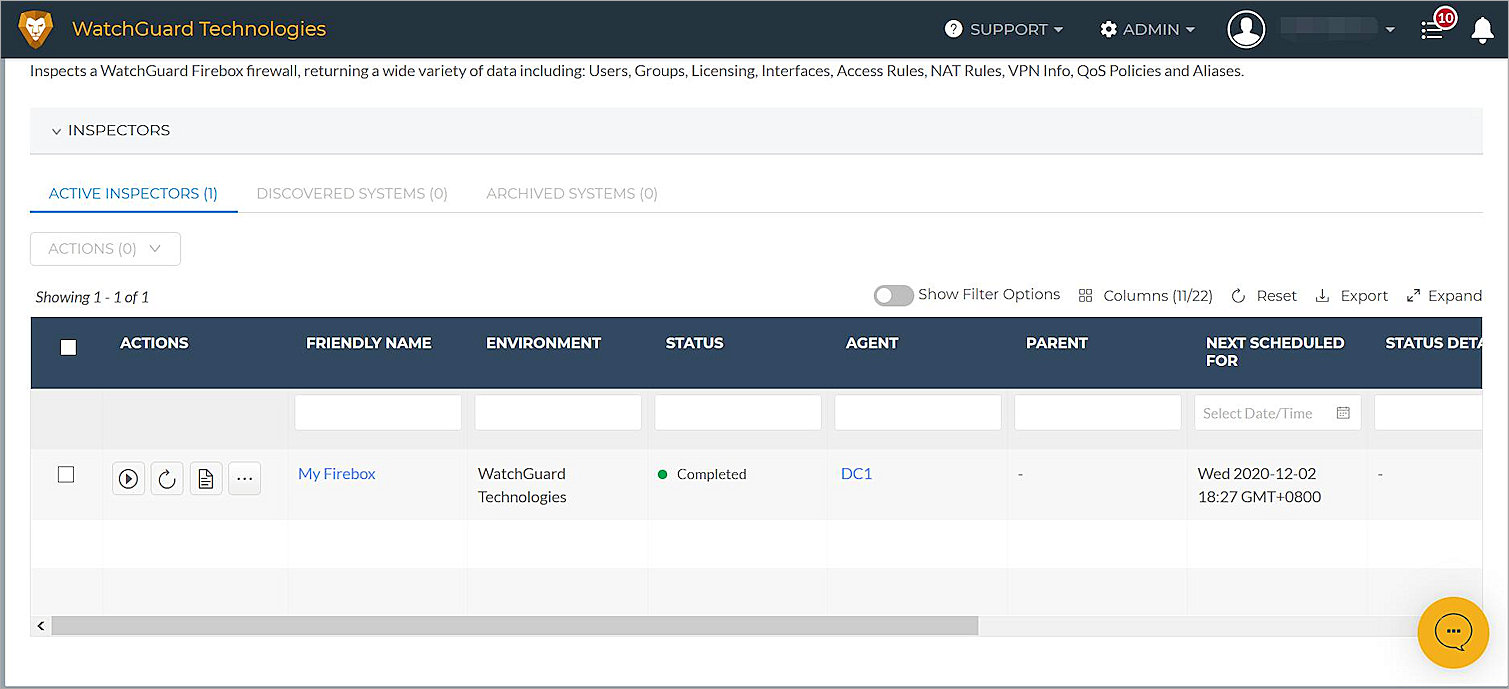 WatchGuard Technologies
SUPPORT
ADMIN
10
Inspects a WatchGuard Firebox firewall, returning a wide variety of data including: Users, Groups, Licensing, Interfaces, Access Rules, NAT Rules, VPN Info, QoS Policies and Aliases.
INSPECTORS
ACTIVE INSPECTORS (1) DISCOVERED SYSTEMS (0) ARCHIVED SYSTEMS (0)
ACTIONS (0)
Showing 1 - 1 of 1
Show Filter Options
Columns (11/22)
Reset
Export
Expand
ACTIONS FRIENDLY NAME ENVIRONMENT STATUS AGENT PARENT NEXT SCHEDULED STATUS DETA
FOR
Select Date/Time
My Firebox WatchGuard Completed DC1 - Wed 2020-12-02 -
Technologies 18:27 GMT+0800